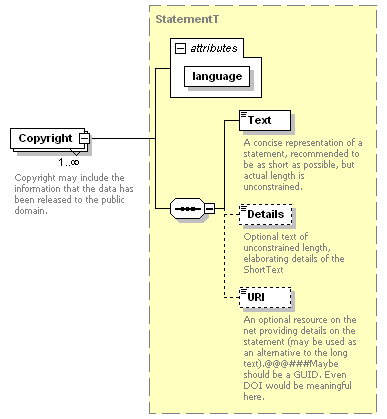 StatementT
attributes
language
Copyright
1..∞
Copyright may include the
information that the data has
been released to the public
domain.
Text
A concise representation of a
statement, recommended to
be as short as possible, but
actual length is
unconstrained.
Details
Optional text of
unconstrained length,
elaborating details of the
ShortText
URI
An optional resource on the
net providing details on the
statement (may be used as
an alternative to the long
text).@@@###Maybe
should be a GUID. Even
DOI would be meaningful
here.